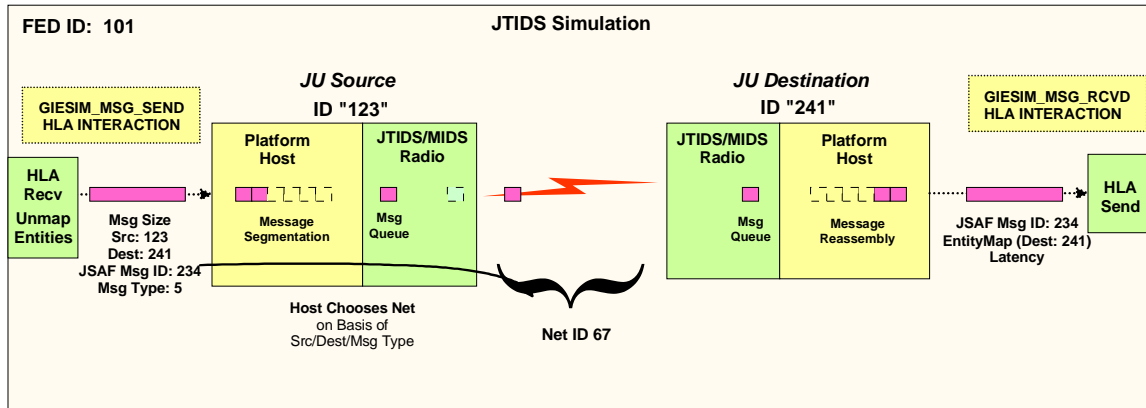 FED ID: 101
JTIDS Simulation
JU Source
ID "123"
JU Destination
ID "241"
GIESIM_MSG_SEND
HLA INTERACTION
GIESIM_MSG_RCVD
HLA INTERACTION
HLA
Recv
Unmap
Entities
Msg Size
Src: 123
Dest: 241
JSAF Msg ID: 234
Msg Type: 5
Platform
Host
Message
Segmentation
JTIDS/MIDS
Radio
Msg
Queue
Host Chooses Net
on Basis of
Src/Dest/Msg Type
Net ID 67
JTIDS/MIDS
Radio
Msg
Queue
Platform
Host
Message
Reassembly
JSAF Msg ID: 234
EntityMap (Dest: 241)
Latency
HLA
Send